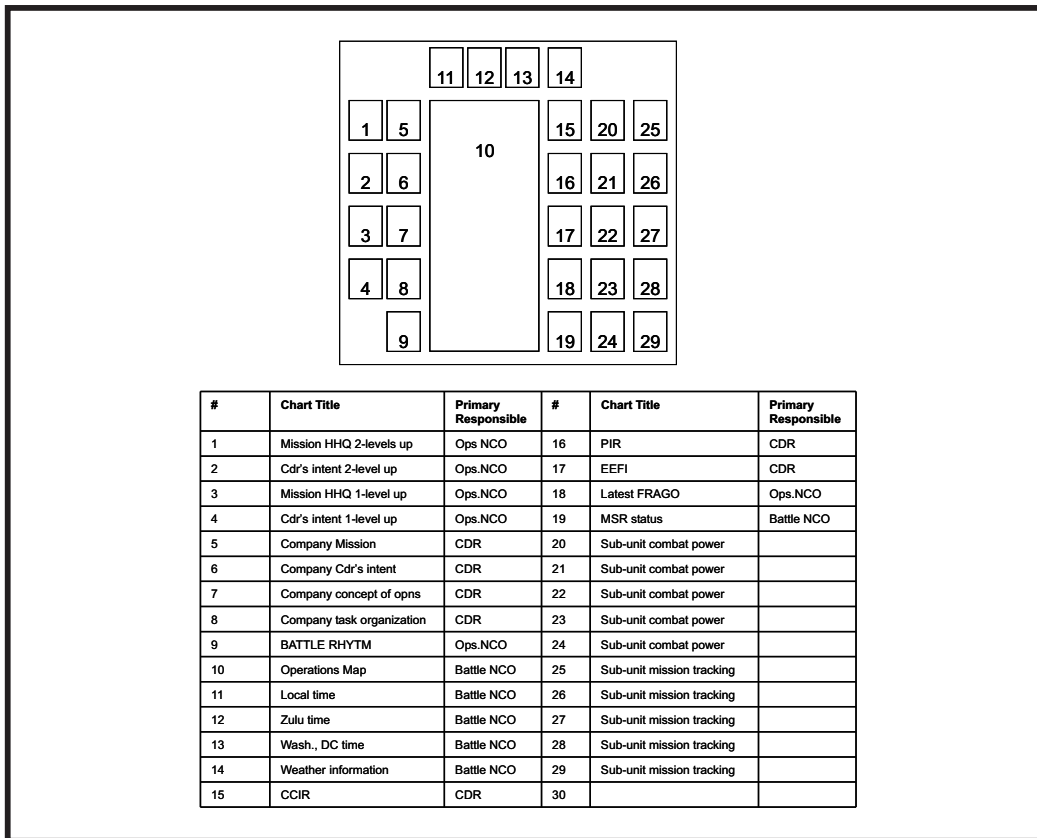 11 12 13 14
1 5 10 15 20 25
2 6 16 21 26
3 7 17 22 27
4 8 18 23 28
9 19 24 29
# Chart Title Primary Responsible # Chart Title Primary Responsible
1 Mission HHQ 2-levels up Ops NCO 16 PIR CDR
2 Cdr's intent 2-level up Ops.NCO 17 EEFI CDR
3 Mission HHQ 1-level up Ops.NCO 18 Latest FRAGO Ops.NCO
4 Cdr's intent 1-level up Ops.NCO 19 MSR status Battle NCO
5 Company Mission CDR 20 Sub-unit combat power
6 Company Cdr's intent CDR 21 Sub-unit combat power
7 Company concept of opns CDR 22 Sub-unit combat power
8 Company task organization CDR 23 Sub-unit combat power
9 BATTLE RHYTM Ops.NCO 24 Sub-unit combat power
10 Operations Map Battle NCO 25 Sub-unit mission tracking
11 Local time Battle NCO 26 Sub-unit mission tracking
12 Zulu time Battle NCO 27 Sub-unit mission tracking
13 Wash., DC time Battle NCO 28 Sub-unit mission tracking
14 Weather information Battle NCO 29 Sub-unit mission tracking
15 CCIR CDR 30